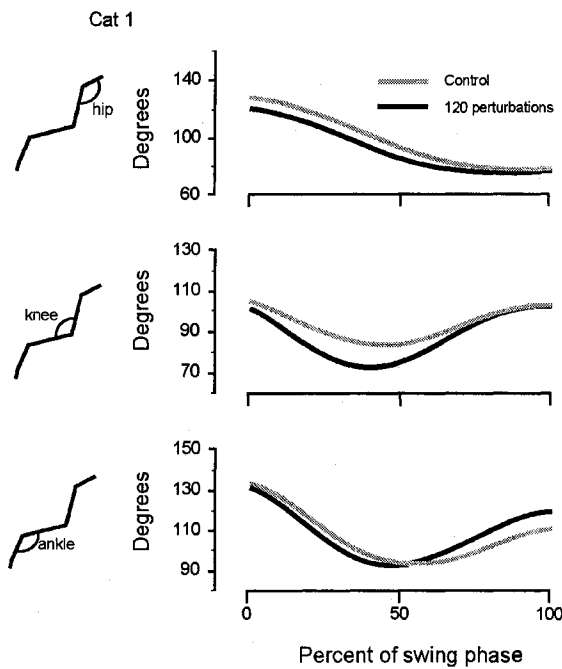 Cat 1
hip
Degrees
140
100
60
Control
120 perturbations
knee
Degrees
130
110
90
70
ankle
Degrees
150
130
110
90
0
50
100
Percent of swing phase